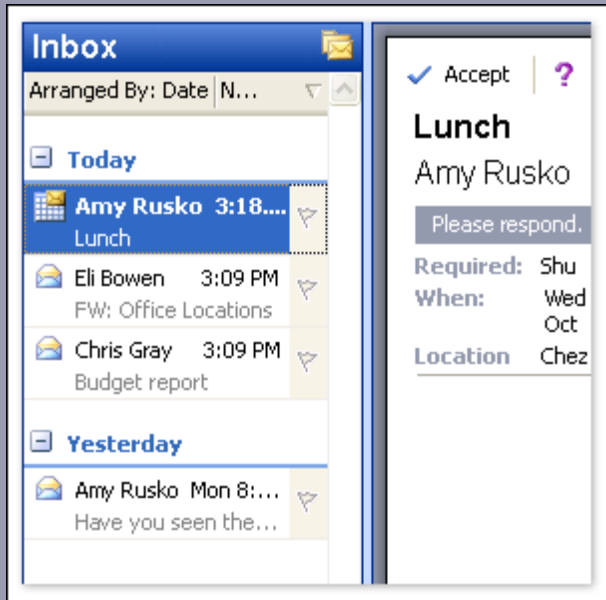 Inbox
Arranged By: Date N...
Today
Amy Rusko 3:18....
Lunch
Eli Bowen 3:09 PM
FW: Office Locations
Chris Gray 3:09 PM
Budget report
Yesterday
Amy Rusko Mon 8:...
Have you seen the...
Accept ?
Lunch
Amy Rusko
Please respond.
Required: Shu
When: Wed
Oct
Location Chez